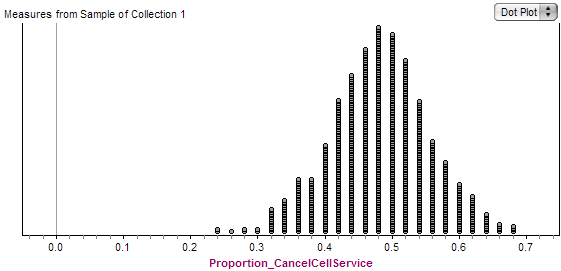 Measures from Sample of Collection 1
Dot Plot
0.0 0.1 0.2 0.3 0.4 0.5 0.6 0.7
Proportion_CancelCellService